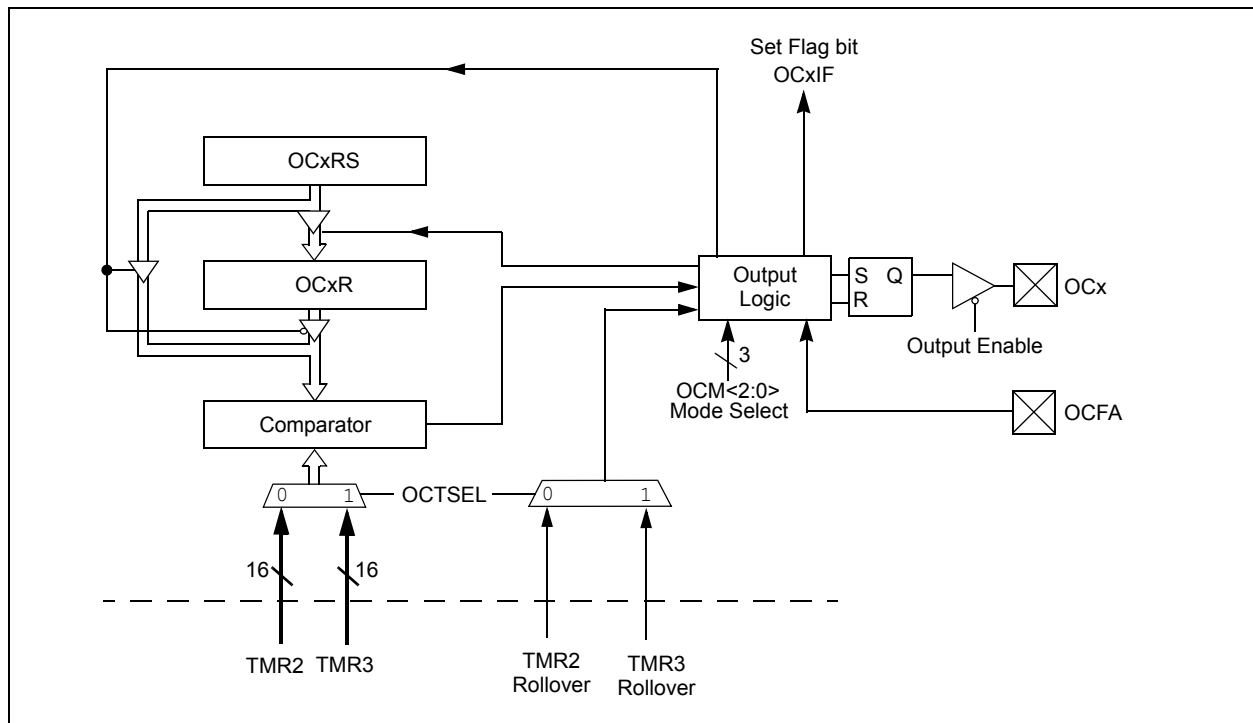 Set Flag bit
OCxIF
OCxRS
OCxR
Output
Logic
S Q
R
OCx
Output Enable
3
OCM<2:0>
Mode Select
OCFA
Comparator
0 1
OCTSEL
0 1
16
16
TMR2
TMR3
TMR2
Rollover
TMR3
Rollover